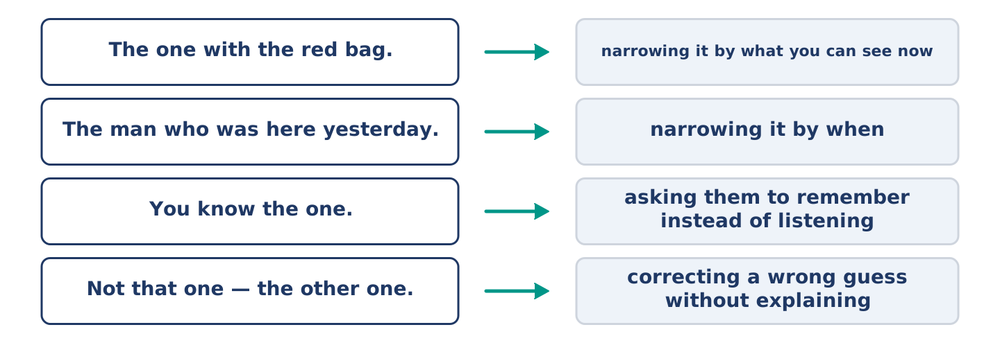 The one with the red bag.
narrowing it by what you can see now
The man who was here yesterday.
narrowing it by when
You know the one.
asking them to remember
instead of listening
Not that one — the other one.
correcting a wrong guess
without explaining